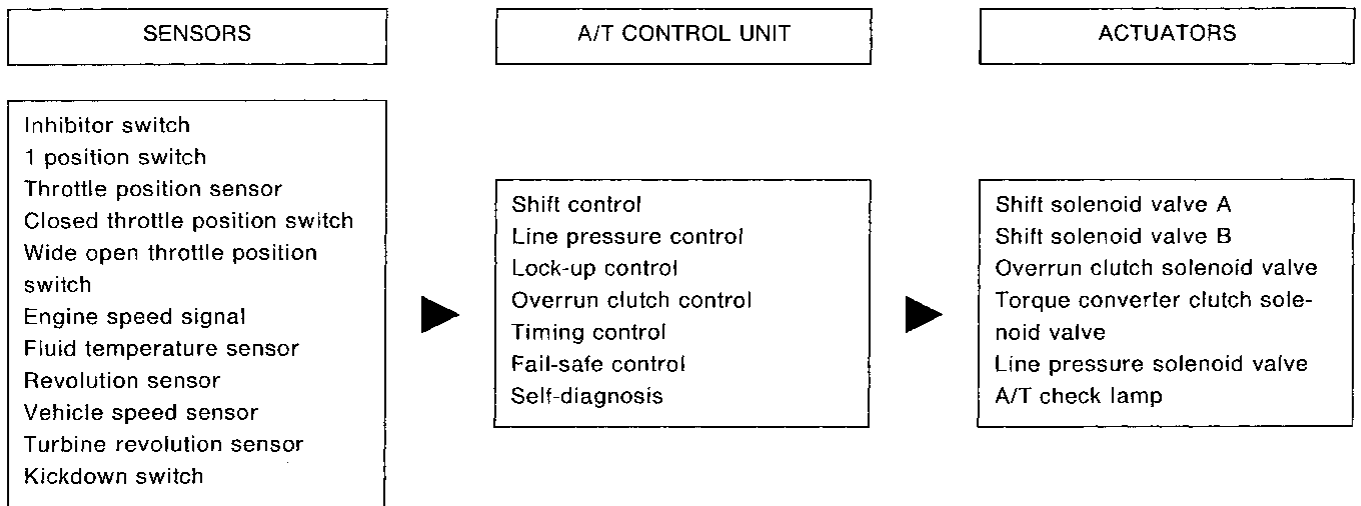 SENSORS
A/T CONTROL UNIT
ACTUATORS
Inhibitor switch
1 position switch
Throttle position sensor
Closed throttle position switch
Wide open throttle position
switch
Engine speed signal
Fluid temperature sensor
Revolution sensor
Vehicle speed sensor
Turbine revolution sensor
Kickdown switch
Shift control
Line pressure control
Lock-up control
Overrun clutch control
Timing control
Fail-safe control
Self-diagnosis
Shift solenoid valve A
Shift solenoid valve B
Overrun clutch solenoid valve
Torque converter clutch sole-
noid valve
Line pressure solenoid valve
A/T check lamp